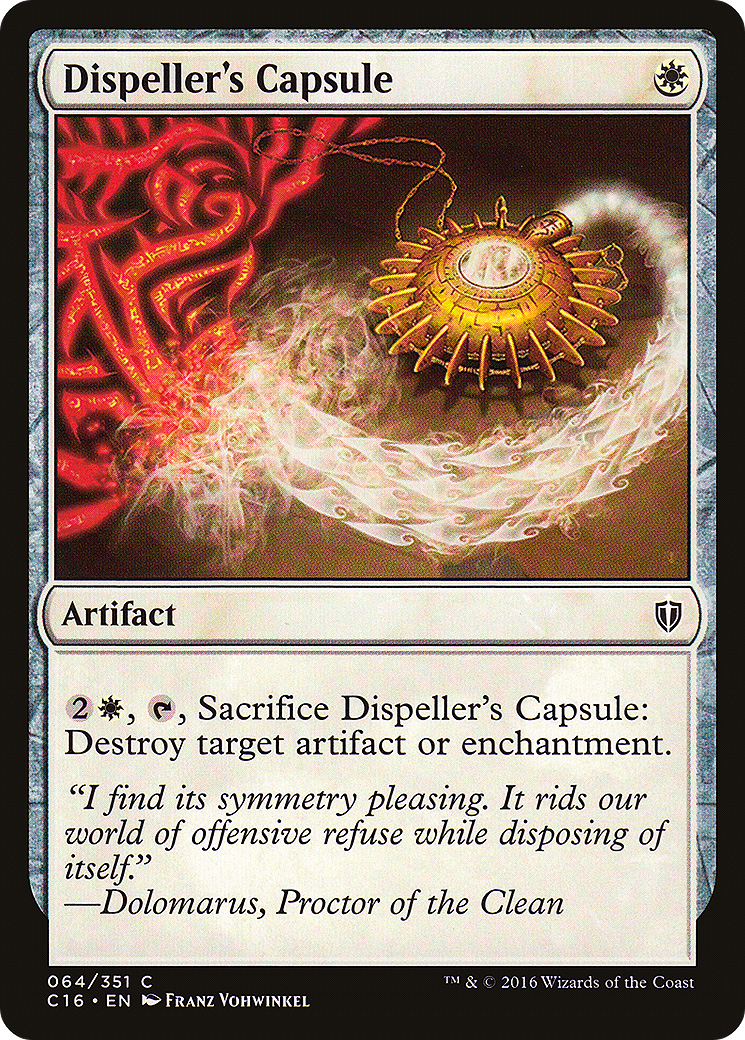 Dispeller's Capsule
Artifact
2, , Sacrifice Dispeller's Capsule:
Destroy target artifact or enchantment.
“I find its symmetry pleasing. It rids our
world of offensive refuse while disposing of
itself.”
—Dolomarus, Proctor of the Clean
064/351 C
C16 • EN Franz Vohwinkel
™ & © 2016 Wizards of the Coast